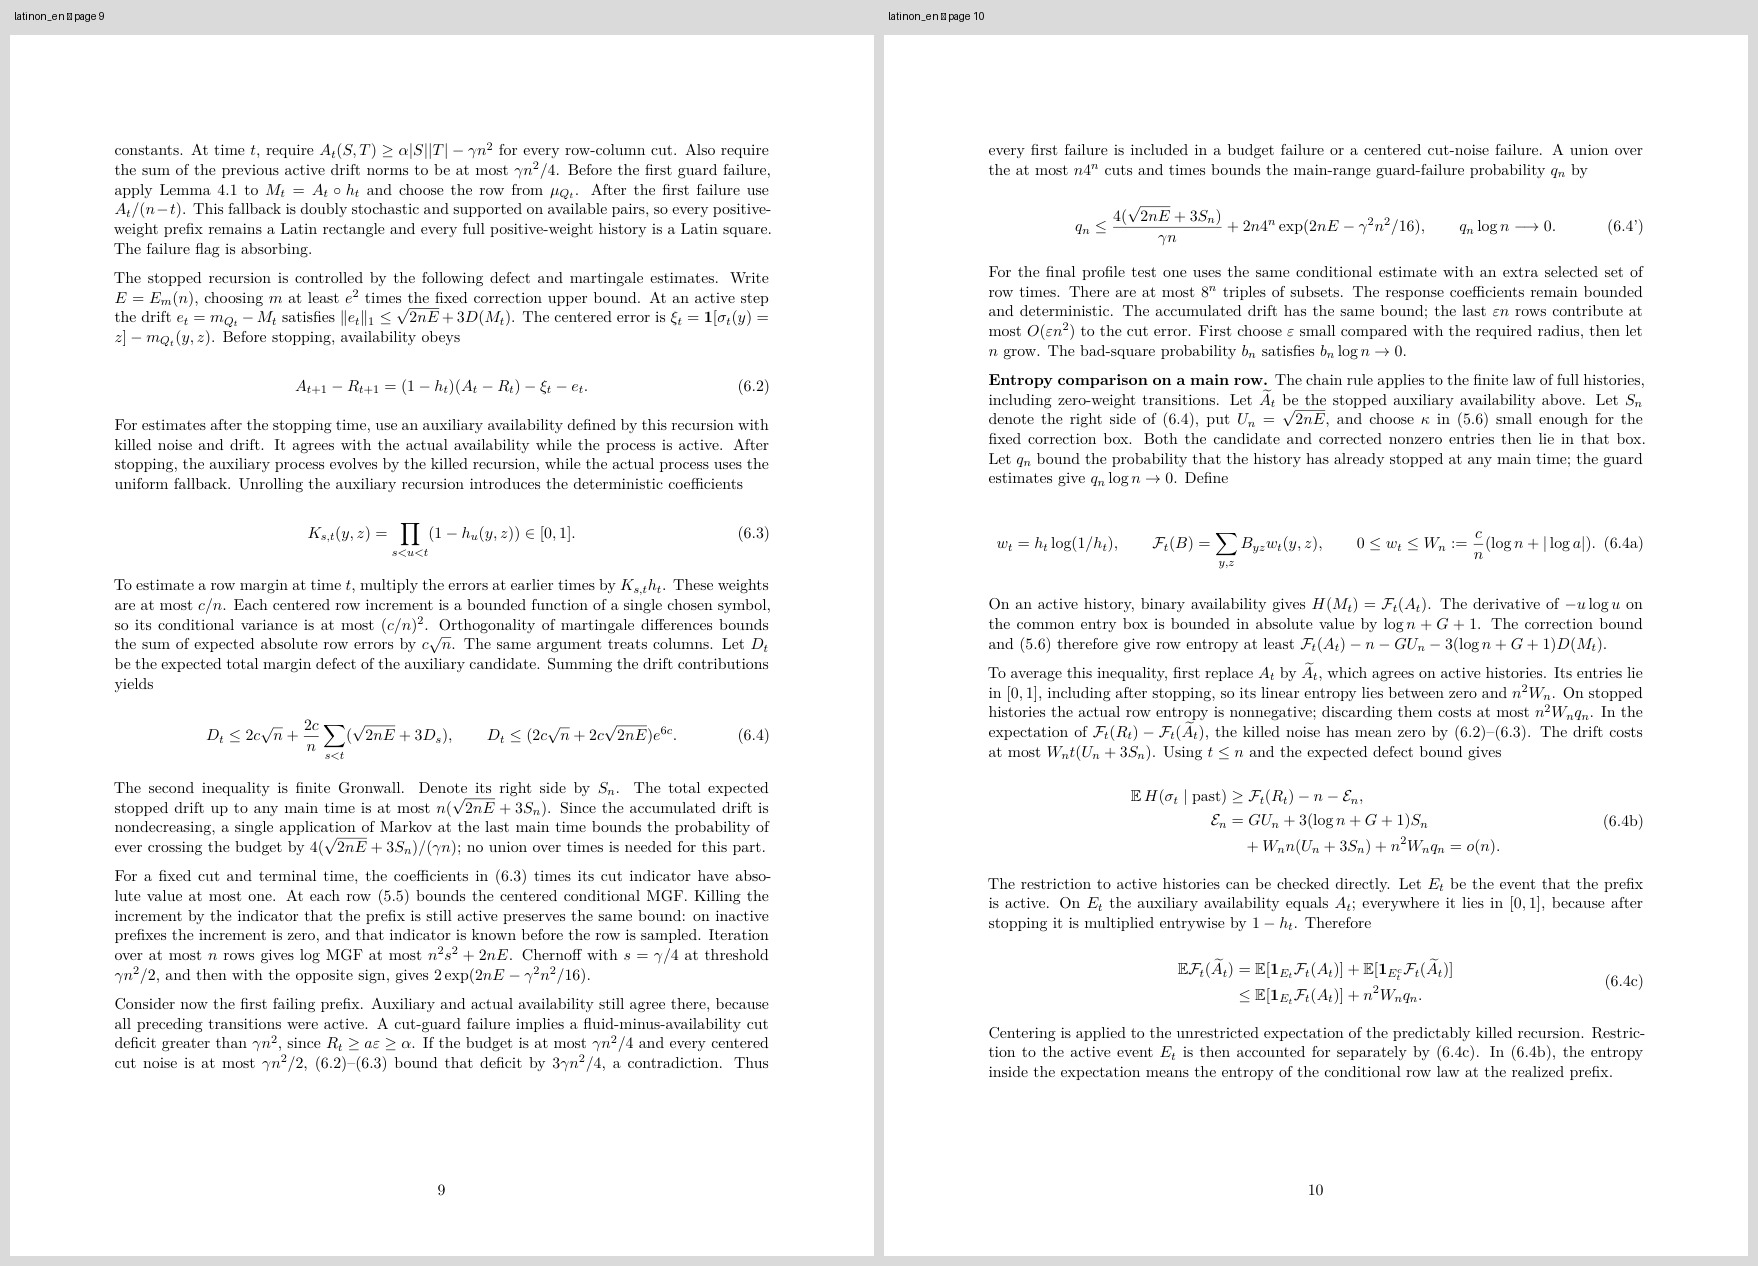 latinon_en ▯ page 9
constants. At time t, require A_t(S, T) ≥ α|S||T| − γn² for every row-column cut. Also require
the sum of the previous active drift norms to be at most γn²/4. Before the first guard failure,
apply Lemma 4.1 to M_t = A_t ∘ h_t and choose the row from μ_{Q_t}. After the first failure use
A_t/(n−t). This fallback is doubly stochastic and supported on available pairs, so every positive-
weight prefix remains a Latin rectangle and every full positive-weight history is a Latin square.
The failure flag is absorbing.
The stopped recursion is controlled by the following defect and martingale estimates. Write
E = E_m(n), choosing m at least e² times the fixed correction upper bound. At an active step
the drift e_t = m_{Q_t} − M_t satisfies ‖e_t‖₁ ≤ √(2nE) + 3D(M_t). The centered error is ξ_t = 1[σ_t(y) =
z] − m_{Q_t}(y, z). Before stopping, availability obeys
A_{t+1} − R_{t+1} = (1 − h_t)(A_t − R_t) − ξ_t − e_t. (6.2)
For estimates after the stopping time, use an auxiliary availability defined by this recursion with
killed noise and drift. It agrees with the actual availability while the process is active. After
stopping, the auxiliary process evolves by the killed recursion, while the actual process uses the
uniform fallback. Unrolling the auxiliary recursion introduces the deterministic coefficients
K_{s,t}(y, z) = ∏_{s<u<t} (1 − h_u(y, z)) ∈ [0, 1]. (6.3)
To estimate a row margin at time t, multiply the errors at earlier times by K_{s,t}h_t. These weights
are at most c/n. Each centered row increment is a bounded function of a single chosen symbol,
so its conditional variance is at most (c/n)². Orthogonality of martingale differences bounds
the sum of expected absolute row errors by c√n. The same argument treats columns. Let D_t
be the expected total margin defect of the auxiliary candidate. Summing the drift contributions
yields
D_t ≤ 2c√n + (2c/n) ∑_{s<t} (√(2nE) + 3D_s), D_t ≤ (2c√n + 2c√(2nE))e^{6c}. (6.4)
The second inequality is finite Gronwall. Denote its right side by S_n. The total expected
stopped drift up to any main time is at most n(√(2nE) + 3S_n). Since the accumulated drift is
nondecreasing, a single application of Markov at the last main time bounds the probability of
ever crossing the budget by 4(√(2nE) + 3S_n)/(γn); no union over times is needed for this part.
For a fixed cut and terminal time, the coefficients in (6.3) times its cut indicator have abso-
lute value at most one. At each row (5.5) bounds the centered conditional MGF. Killing the
increment by the indicator that the prefix is still active preserves the same bound: on inactive
prefixes the increment is zero, and that indicator is known before the row is sampled. Iteration
over at most n rows gives log MGF at most n²s² + 2nE. Chernoff with s = γ/4 at threshold
γn²/2, and then with the opposite sign, gives 2 exp(2nE − γ²n²/16).
Consider now the first failing prefix. Auxiliary and actual availability still agree there, because
all preceding transitions were active. A cut-guard failure implies a fluid-minus-availability cut
deficit greater than γn², since R_t ≥ aε ≥ α. If the budget is at most γn²/4 and every centered
cut noise is at most γn²/2, (6.2)–(6.3) bound that deficit by 3γn²/4, a contradiction. Thus
9
latinon_en ▯ page 10
every first failure is included in a budget failure or a centered cut-noise failure. A union over
the at most n4ⁿ cuts and times bounds the main-range guard-failure probability q_n by
q_n ≤ 4(√(2nE) + 3S_n)/(γn) + 2n4ⁿ exp(2nE − γ²n²/16), q_n log n ⟶ 0. (6.4')
For the final profile test one uses the same conditional estimate with an extra selected set of
row times. There are at most 8ⁿ triples of subsets. The response coefficients remain bounded
and deterministic. The accumulated drift has the same bound; the last εn rows contribute at
most O(εn²) to the cut error. First choose ε small compared with the required radius, then let
n grow. The bad-square probability b_n satisfies b_n log n → 0.
Entropy comparison on a main row. The chain rule applies to the finite law of full histories,
including zero-weight transitions. Let Ã_t be the stopped auxiliary availability above. Let S_n
denote the right side of (6.4), put U_n = √(2nE), and choose κ in (5.6) small enough for the
fixed correction box. Both the candidate and corrected nonzero entries then lie in that box.
Let q_n bound the probability that the history has already stopped at any main time; the guard
estimates give q_n log n → 0. Define
w_t = h_t log(1/h_t), F_t(B) = ∑_{y,z} B_{yz}w_t(y, z), 0 ≤ w_t ≤ W_n := (c/n)(log n + | log a|). (6.4a)
On an active history, binary availability gives H(M_t) = F_t(A_t). The derivative of −u log u on
the common entry box is bounded in absolute value by log n + G + 1. The correction bound
and (5.6) therefore give row entropy at least F_t(A_t) − n − GU_n − 3(log n + G + 1)D(M_t).
To average this inequality, first replace A_t by Ã_t, which agrees on active histories. Its entries lie
in [0, 1], including after stopping, so its linear entropy lies between zero and n²W_n. On stopped
histories the actual row entropy is nonnegative; discarding them costs at most n²W_nq_n. In the
expectation of F_t(R_t) − F_t(Ã_t), the killed noise has mean zero by (6.2)–(6.3). The drift costs
at most W_nt(U_n + 3S_n). Using t ≤ n and the expected defect bound gives
𝔼 H(σ_t | past) ≥ F_t(R_t) − n − ℰ_n,
ℰ_n = GU_n + 3(log n + G + 1)S_n (6.4b)
+ W_nn(U_n + 3S_n) + n²W_nq_n = o(n).
The restriction to active histories can be checked directly. Let E_t be the event that the prefix
is active. On E_t the auxiliary availability equals A_t; everywhere it lies in [0, 1], because after
stopping it is multiplied entrywise by 1 − h_t. Therefore
𝔼F_t(Ã_t) = 𝔼[1_{E_t}F_t(A_t)] + 𝔼[1_{E_t^c}F_t(Ã_t)]
≤ 𝔼[1_{E_t}F_t(A_t)] + n²W_nq_n. (6.4c)
Centering is applied to the unrestricted expectation of the predictably killed recursion. Restric-
tion to the active event E_t is then accounted for separately by (6.4c). In (6.4b), the entropy
inside the expectation means the entropy of the conditional row law at the realized prefix.
10